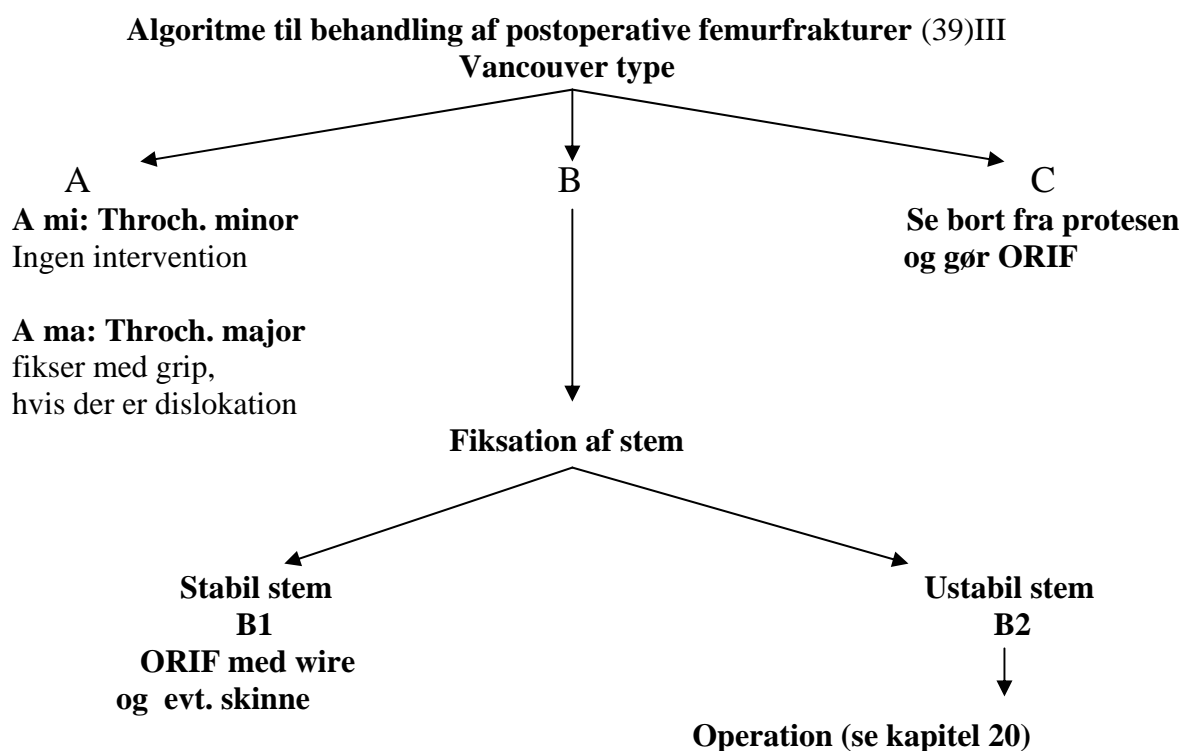 Algoritme til behandling af postoperative femurfrakturer (39)III
Vancouver type
A
B
C
A mi: Throch. minor
Ingen intervention
A ma: Throch. major
fikser med grip,
hvis der er dislokation
Se bort fra protesen
og gør ORIF
Fiksation af stem
Stabil stem
B1
ORIF med wire
og evt. skinne
Ustabil stem
B2
Operation (se kapitel 20)